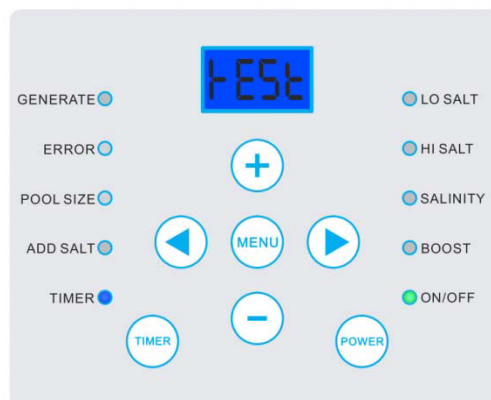 tESt
GENERATE
LO SALT
ERROR
+
HI SALT
POOL SIZE
SALINITY
ADD SALT
MENU
BOOST
TIMER
−
ON/OFF
TIMER
POWER